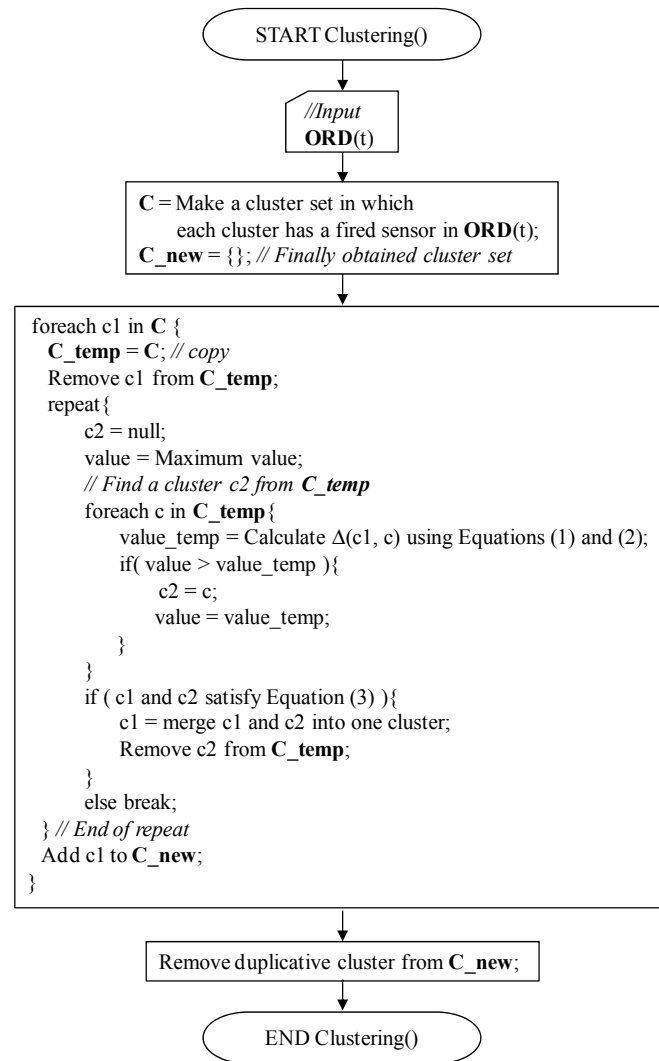 START Clustering()
//Input
ORD(t)
C = Make a cluster set in which
each cluster has a fired sensor in ORD(t);
C_new = {}; // Finally obtained cluster set
foreach c1 in C {
C_temp = C; // copy
Remove c1 from C_temp;
repeat{
c2 = null;
value = Maximum value;
// Find a cluster c2 from C_temp
foreach c in C_temp{
value_temp = Calculate Δ(c1, c) using Equations (1) and (2);
if( value > value_temp ){
c2 = c;
value = value_temp;
}
}
if ( c1 and c2 satisfy Equation (3) ){
c1 = merge c1 and c2 into one cluster;
Remove c2 from C_temp;
}
else break;
} // End of repeat
Add c1 to C_new;
}
Remove duplicative cluster from C_new;
END Clustering()